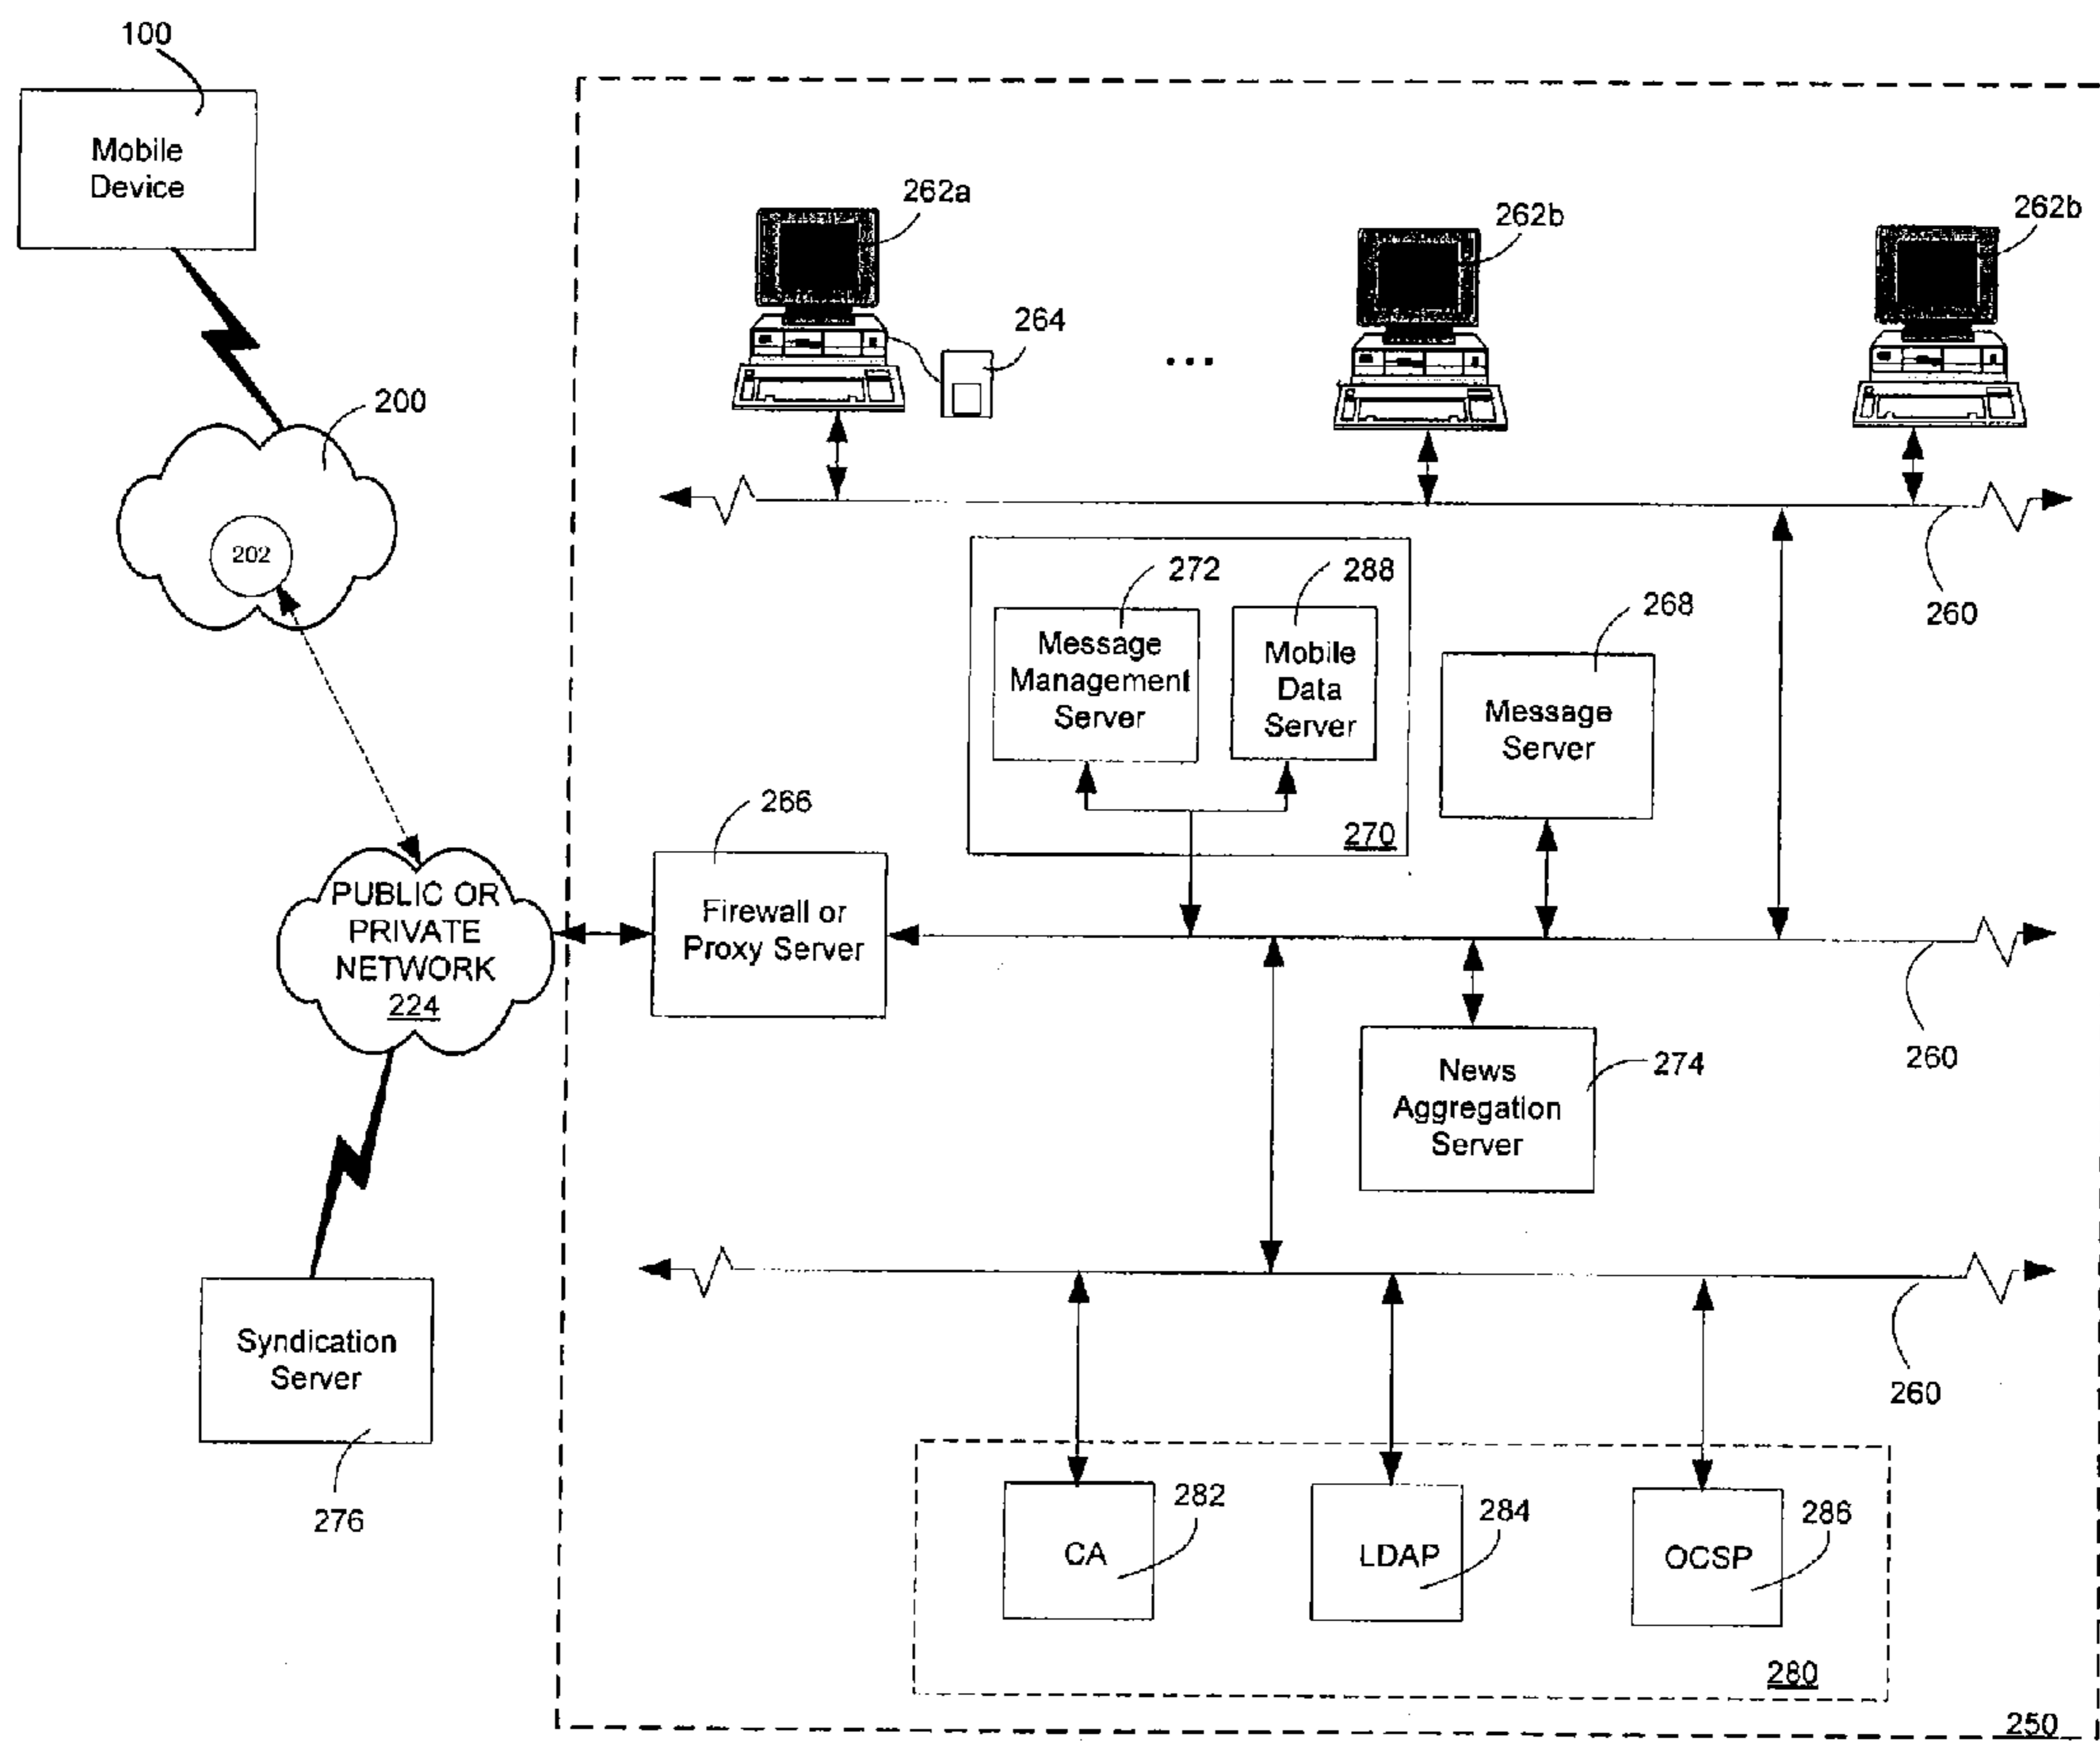 100
Mobile
Device
262a
262b
262b
264
...
200
202
260
272
288
268
Message
Management
Server
Mobile
Data
Server
Message
Server
270
266
Firewall or
Proxy Server
PUBLIC OR
PRIVATE
NETWORK
224
260
News
Aggregation
Server
274
Syndication
Server
276
260
CA
282
LDAP
284
OCSP
286
280
250